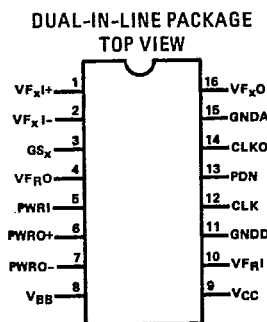 DUAL-IN-LINE PACKAGE
TOP VIEW
VFxI+ 1 16 VFxO
VFxI- 2 15 GNDA
GSx 3 14 CLKO
VFRO 4 13 PDN
PWRI 5 12 CLK
PWRO+ 6 11 GNDD
PWRO- 7 10 VFRI
VBB 8 9 VCC